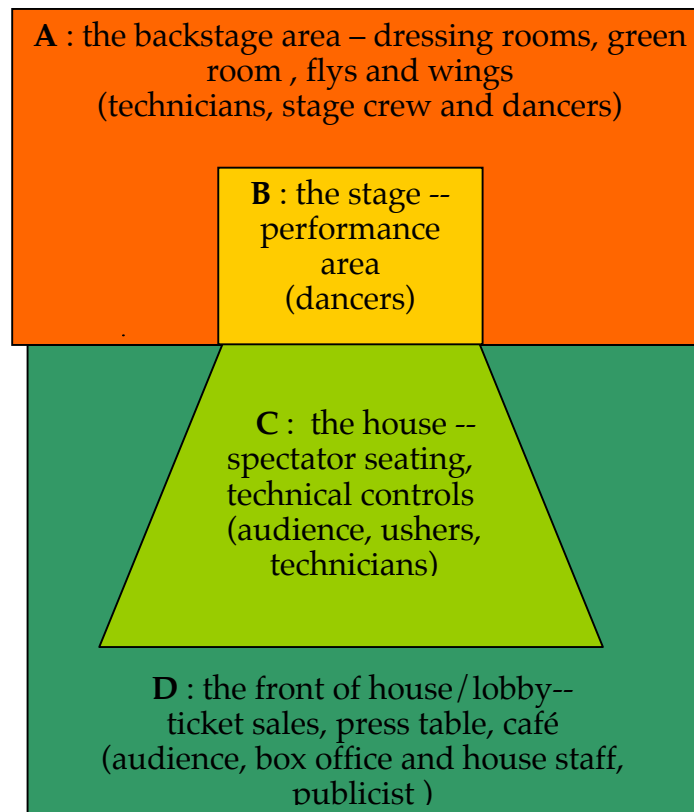 A : the backstage area – dressing rooms, green
room , flys and wings
(technicians, stage crew and dancers)
B : the stage --
performance
area
(dancers)
C :  the house --
spectator seating,
technical controls
(audience, ushers,
technicians)
D : the front of house/lobby--
ticket sales, press table, café
(audience, box office and house staff,
publicist )